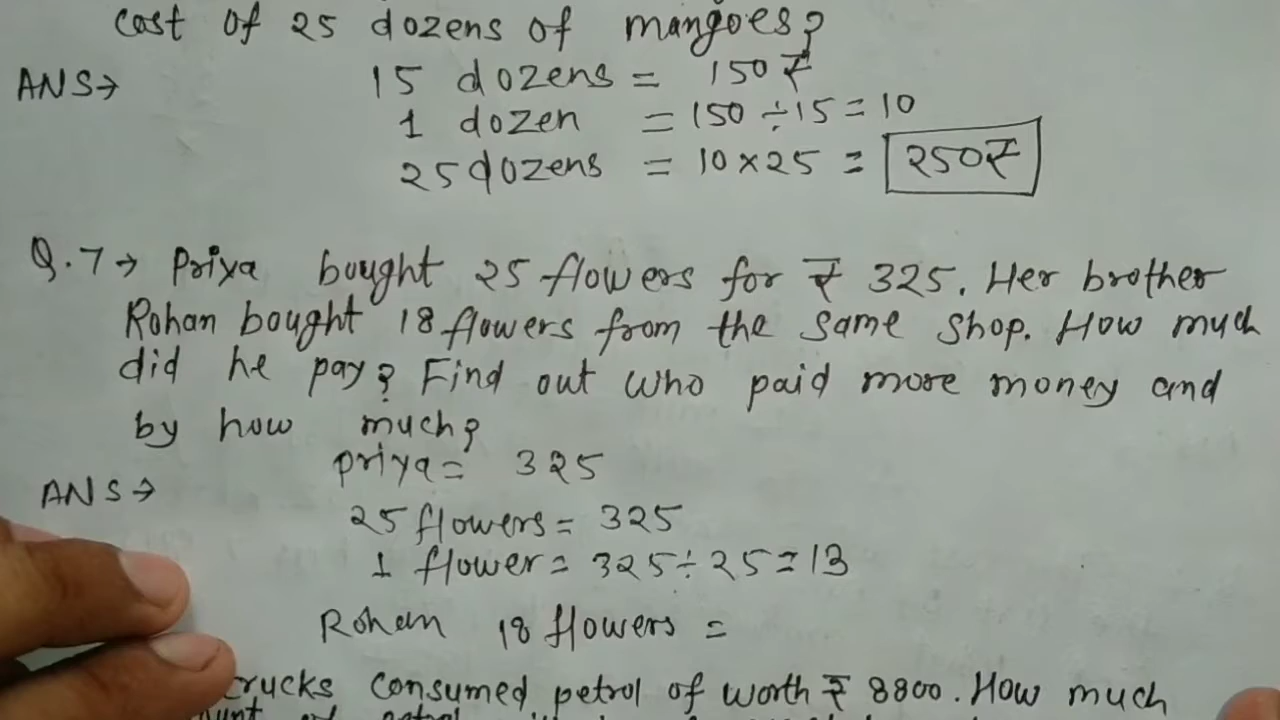 cost of 25 dozens of mangoes?
ANS→ 15 dozens = 150₹
1 dozen = 150 ÷ 15 = 10
25 dozens = 10 × 25 = 250₹
Q.7→ Priya bought 25 flowers for ₹ 325. Her brother
Rohan bought 18 flowers from the same shop. How much
did he pay? Find out who paid more money and
by how much?
priya = 325
ANS→
25 flowers = 325
1 flower = 325 ÷ 25 = 13
Rohan 18 flowers =
trucks consumed petrol of worth ₹ 8800. How much